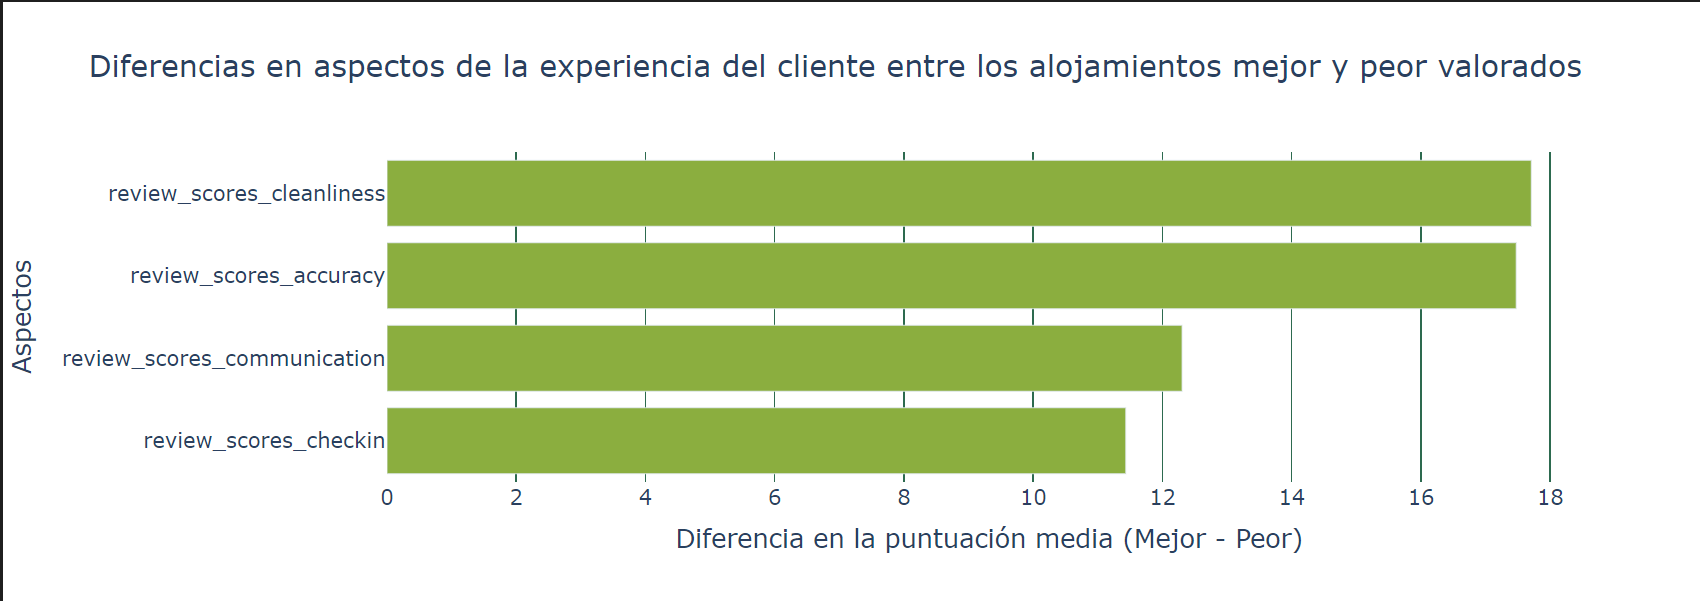 Diferencias en aspectos de la experiencia del cliente entre los alojamientos mejor y peor valorados
Aspectos
review_scores_cleanliness
review_scores_accuracy
review_scores_communication
review_scores_checkin
0 2 4 6 8 10 12 14 16 18
Diferencia en la puntuación media (Mejor - Peor)